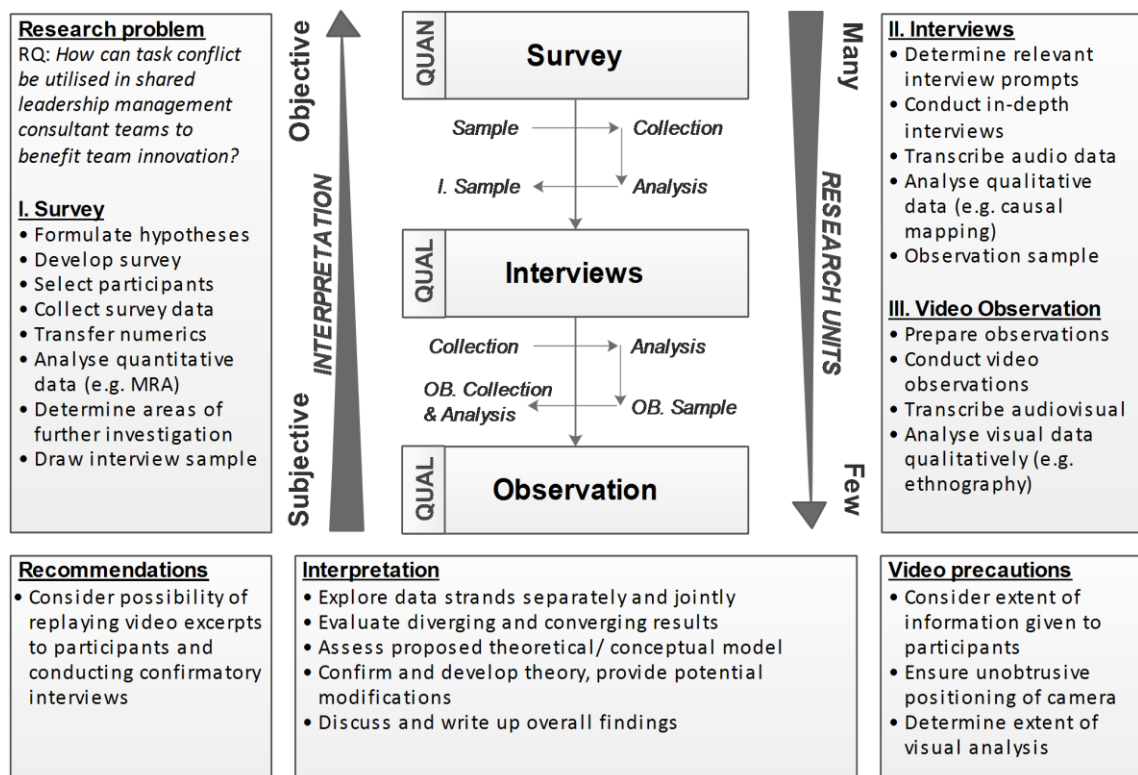 Research problem
RQ: How can task conflict
be utilised in shared
leadership management
consultant teams to
benefit team innovation?
I. Survey
• Formulate hypotheses
• Develop survey
• Select participants
• Collect survey data
• Transfer numerics
• Analyse quantitative
data (e.g. MRA)
• Determine areas of
further investigation
• Draw interview sample
Objective
INTERPRETATION
Subjective
QUAN
Survey
Sample
Collection
I. Sample
Analysis
QUAL
Interviews
Collection
Analysis
OB. Collection
& Analysis
OB. Sample
QUAL
Observation
Many
RESEARCH UNITS
Few
II. Interviews
• Determine relevant
interview prompts
• Conduct in-depth
interviews
• Transcribe audio data
• Analyse qualitative
data (e.g. causal
mapping)
• Observation sample
III. Video Observation
• Prepare observations
• Conduct video
observations
• Transcribe audiovisual
• Analyse visual data
qualitatively (e.g.
ethnography)
Recommendations
• Consider possibility of
replaying video excerpts
to participants and
conducting confirmatory
interviews
Interpretation
• Explore data strands separately and jointly
• Evaluate diverging and converging results
• Assess proposed theoretical/ conceptual model
• Confirm and develop theory, provide potential
modifications
• Discuss and write up overall findings
Video precautions
• Consider extent of
information given to
participants
• Ensure unobtrusive
positioning of camera
• Determine extent of
visual analysis